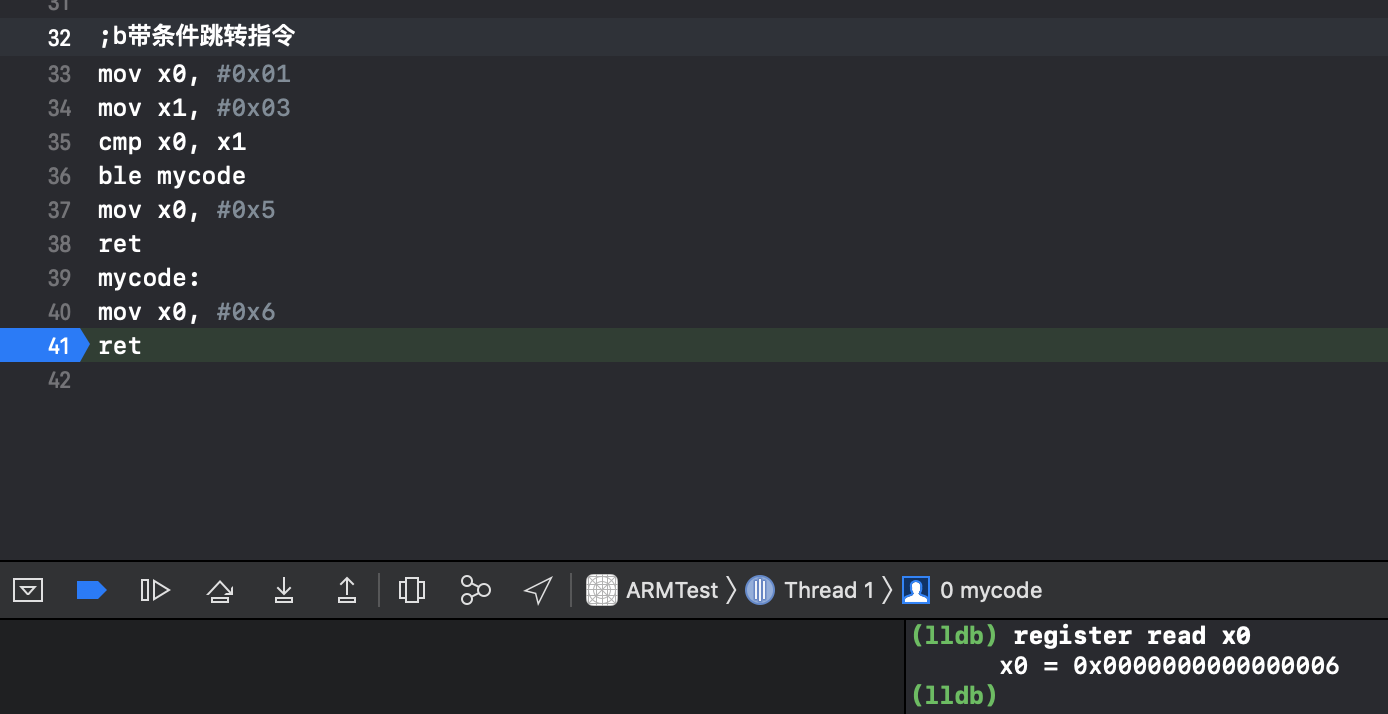 31
32 ;b带条件跳转指令
33 mov x0, #0x01
34 mov x1, #0x03
35 cmp x0, x1
36 ble mycode
37 mov x0, #0x5
38 ret
39 mycode:
40 mov x0, #0x6
41 ret
42
ARMTest Thread 1 0 mycode
(lldb) register read x0
x0 = 0x0000000000000006
(lldb)